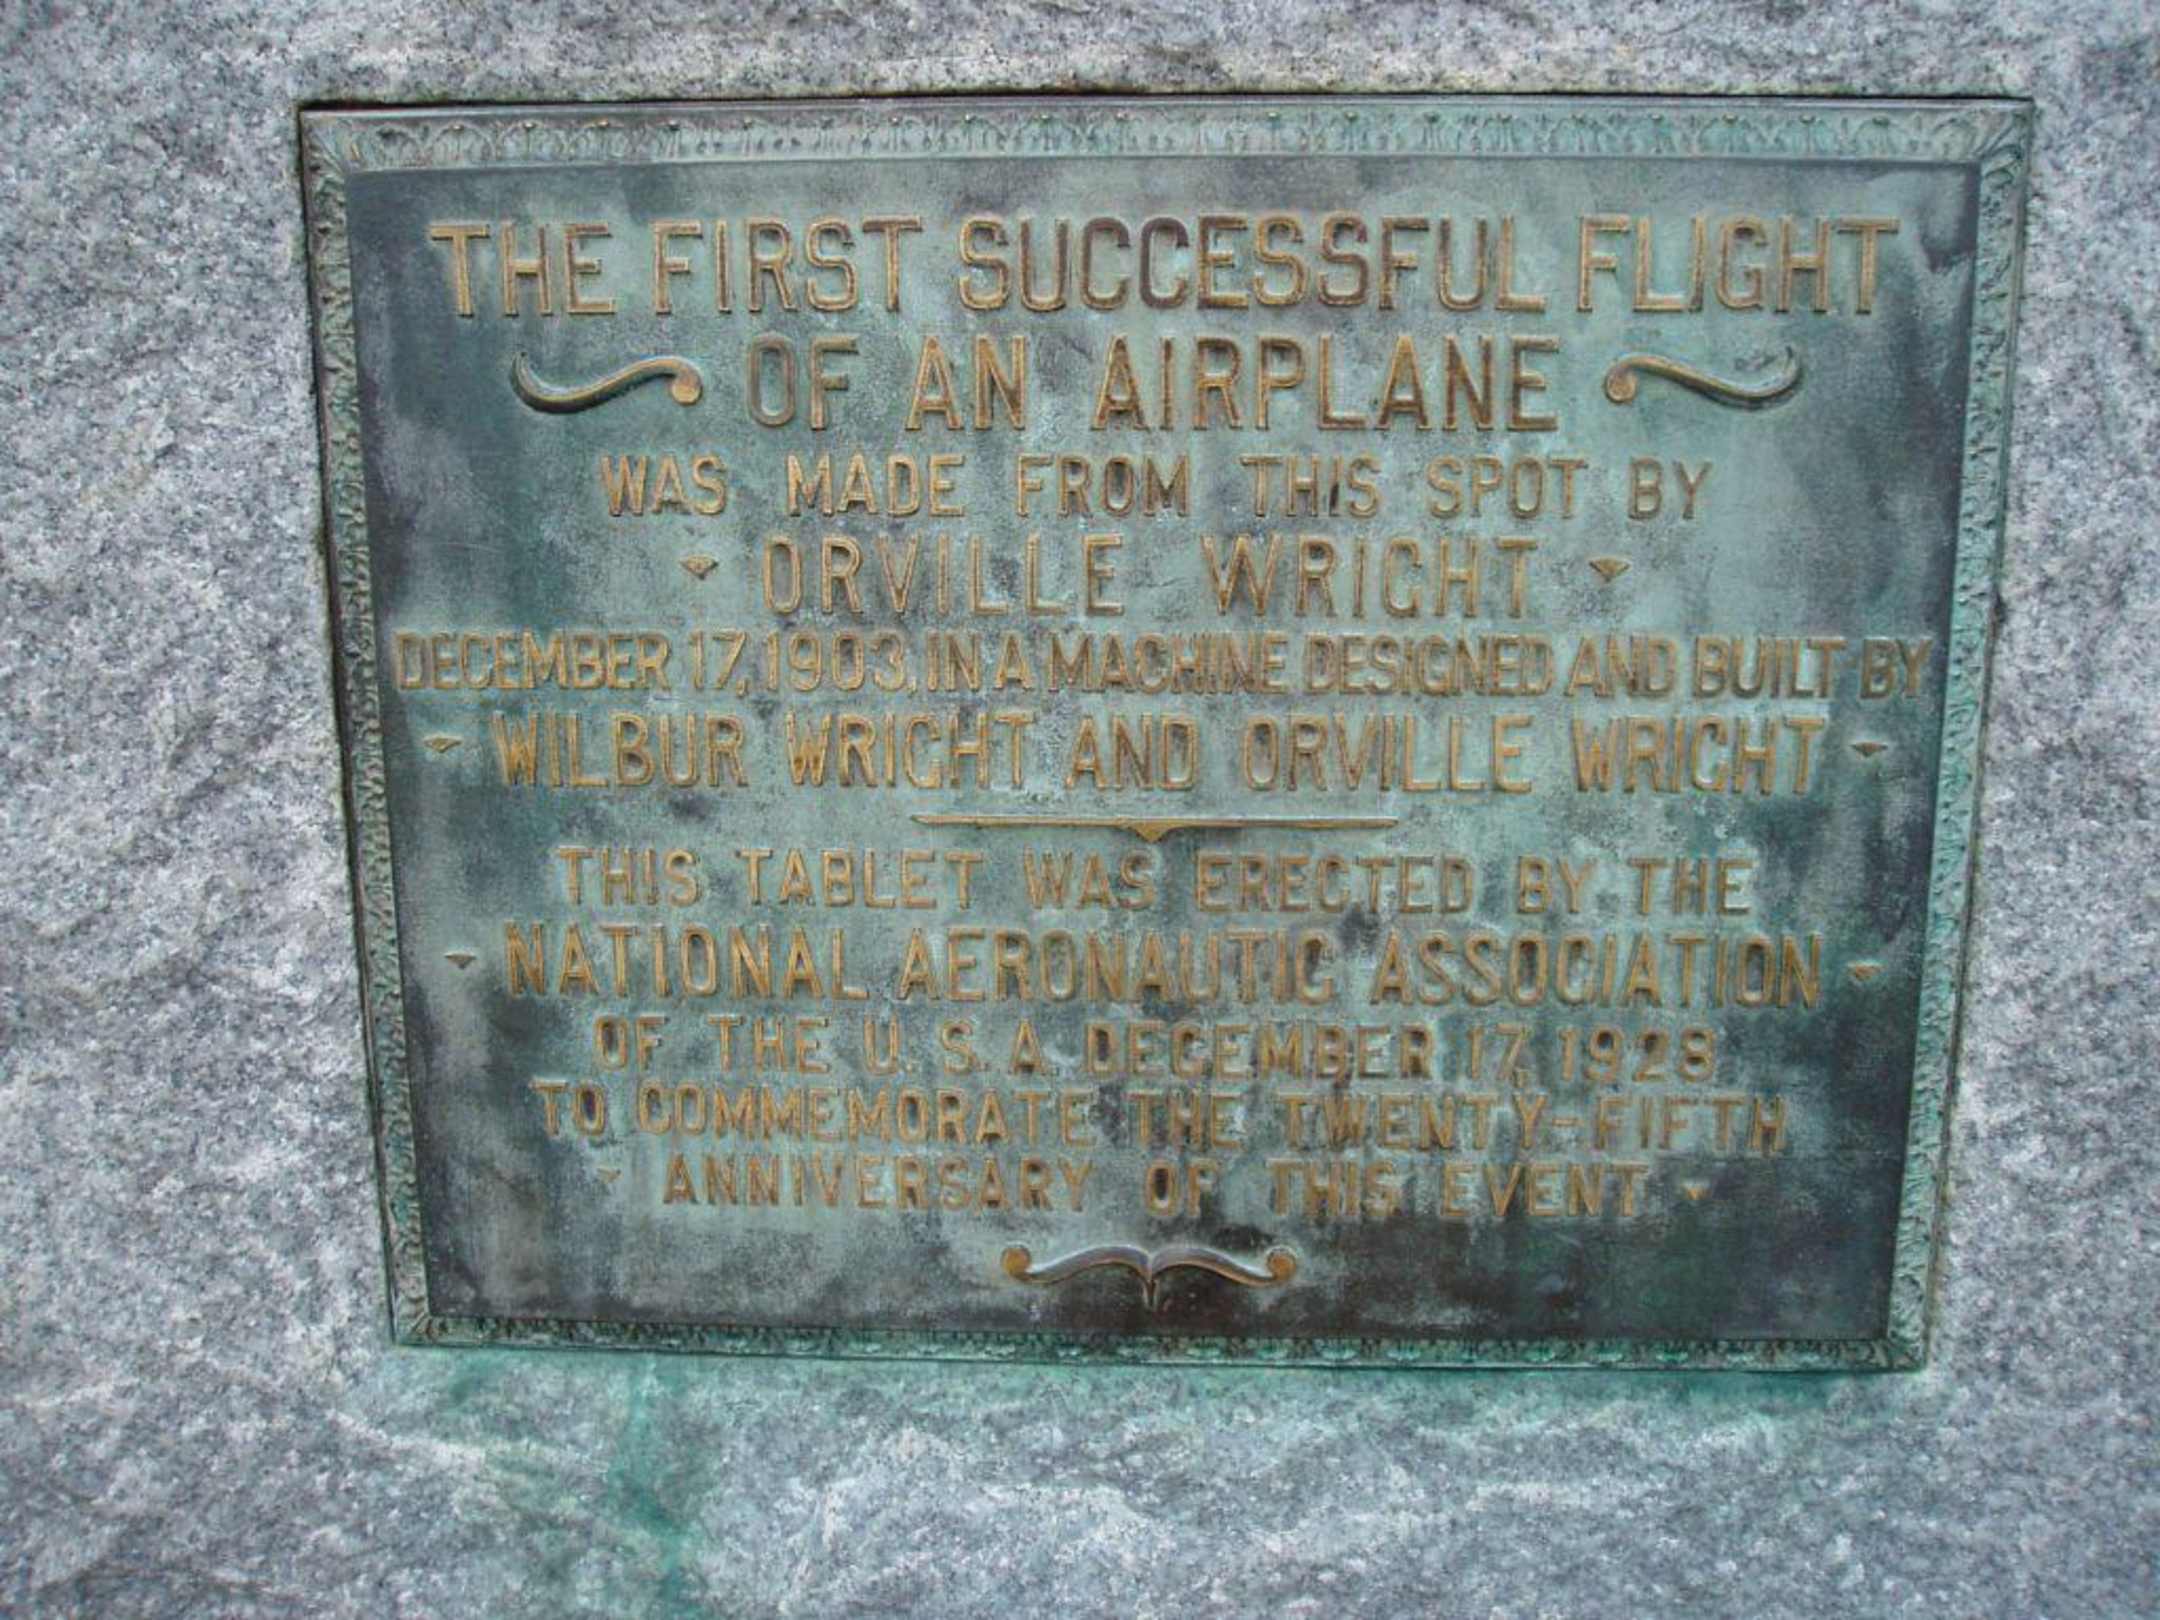 THE FIRST SUCCESSFUL FLIGHT
OF AN AIRPLANE
WAS MADE FROM THIS SPOT BY
ORVILLE WRIGHT
DECEMBER 17, 1903, IN A MACHINE DESIGNED AND BUILT BY
WILBUR WRIGHT AND ORVILLE WRIGHT
THIS TABLET WAS ERECTED BY THE
NATIONAL AERONAUTIC ASSOCIATION
OF THE U. S. A. DECEMBER 17, 1928
TO COMMEMORATE THE TWENTY-FIFTH
ANNIVERSARY OF THIS EVENT